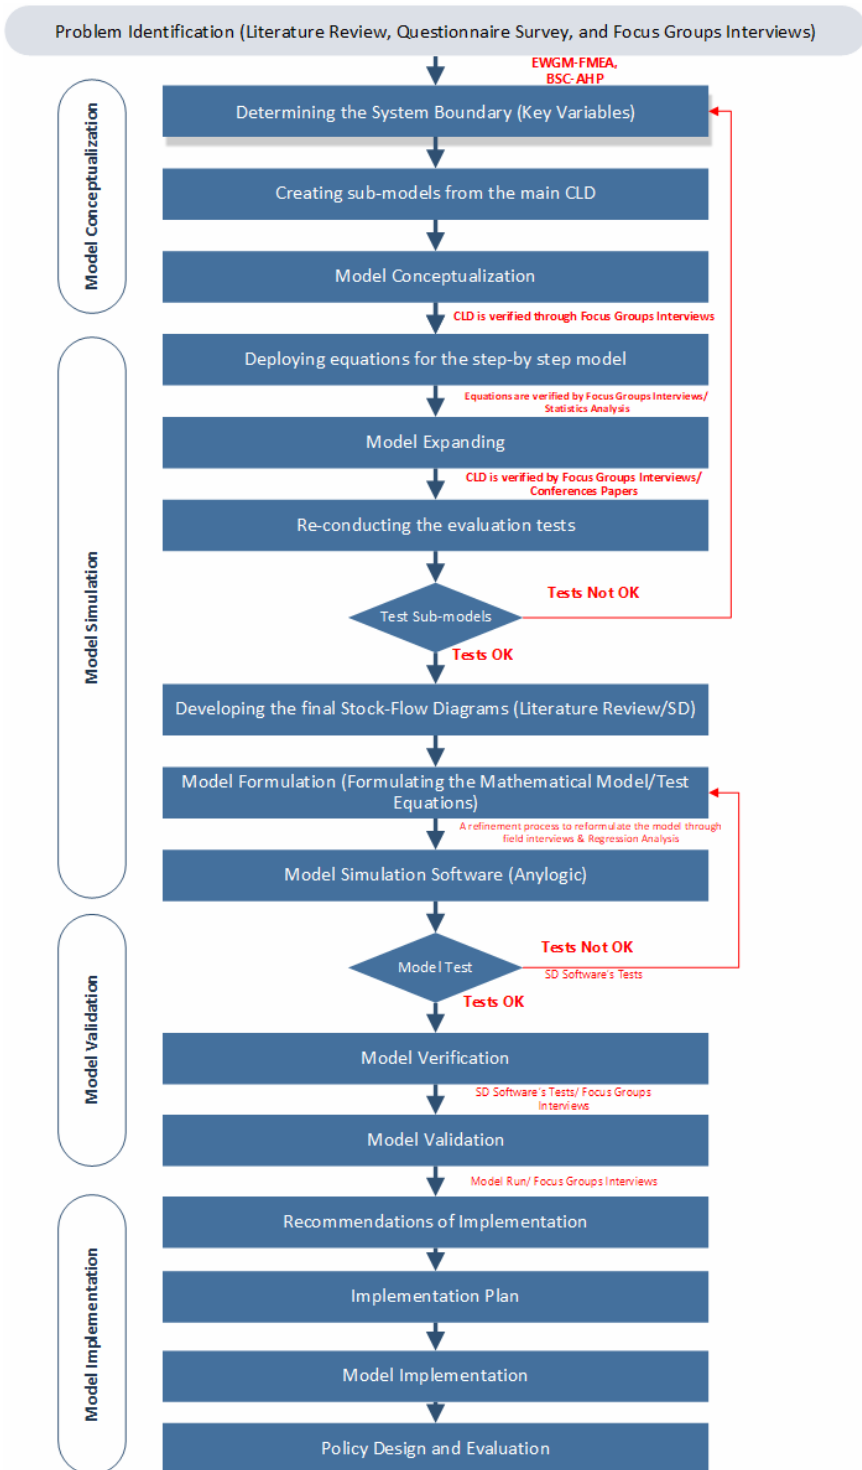 Problem Identification (Literature Review, Questionnaire Survey, and Focus Groups Interviews)
EWGM-FMEA,
BSC-AHP
Model Conceptualization
Determining the System Boundary (Key Variables)
Creating sub-models from the main CLD
Model Conceptualization
CLD is verified through Focus Groups Interviews
Model Simulation
Deploying equations for the step-by step model
Equations are verified by Focus Groups Interviews/
Statistics Analysis
Model Expanding
CLD is verified by Focus Groups Interviews/
Conferences Papers
Re-conducting the evaluation tests
Test Sub-models
Tests Not OK
Tests OK
Developing the final Stock-Flow Diagrams (Literature Review/SD)
Model Formulation (Formulating the Mathematical Model/Test
Equations)
A refinement process to reformulate the model through
field interviews & Regression Analysis
Model Simulation Software (Anylogic)
Model Validation
Model Test
Tests Not OK
SD Software's Tests
Tests OK
Model Verification
SD Software's Tests/ Focus Groups
Interviews
Model Validation
Model Run/ Focus Groups Interviews
Model Implementation
Recommendations of Implementation
Implementation Plan
Model Implementation
Policy Design and Evaluation